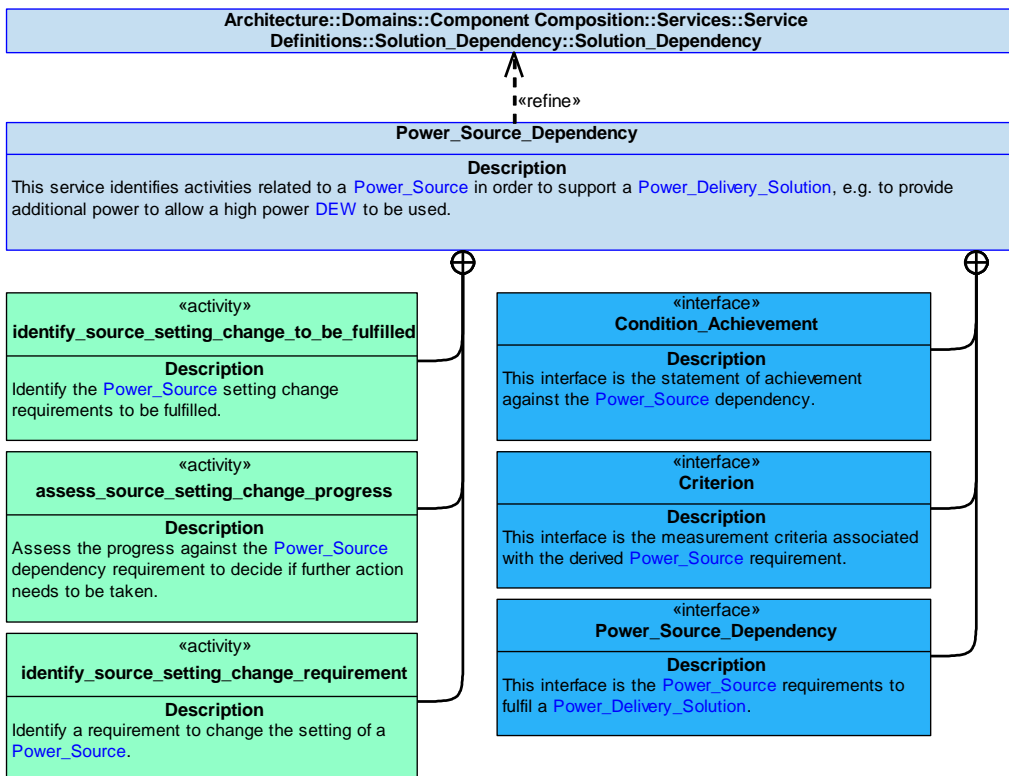 Architecture::Domains::Component Composition::Services::Service
Definitions::Solution_Dependency::Solution_Dependency
«refine»
Power_Source_Dependency
Description
This service identifies activities related to a Power_Source in order to support a Power_Delivery_Solution, e.g. to provide
additional power to allow a high power DEW to be used.
«activity»
identify_source_setting_change_to_be_fulfilled
Description
Identify the Power_Source setting change
requirements to be fulfilled.
«activity»
assess_source_setting_change_progress
Description
Assess the progress against the Power_Source
dependency requirement to decide if further action
needs to be taken.
«activity»
identify_source_setting_change_requirement
Description
Identify a requirement to change the setting of a
Power_Source.
«interface»
Condition_Achievement
Description
This interface is the statement of achievement
against the Power_Source dependency.
«interface»
Criterion
Description
This interface is the measurement criteria associated
with the derived Power_Source requirement.
«interface»
Power_Source_Dependency
Description
This interface is the Power_Source requirements to
fulfil a Power_Delivery_Solution.